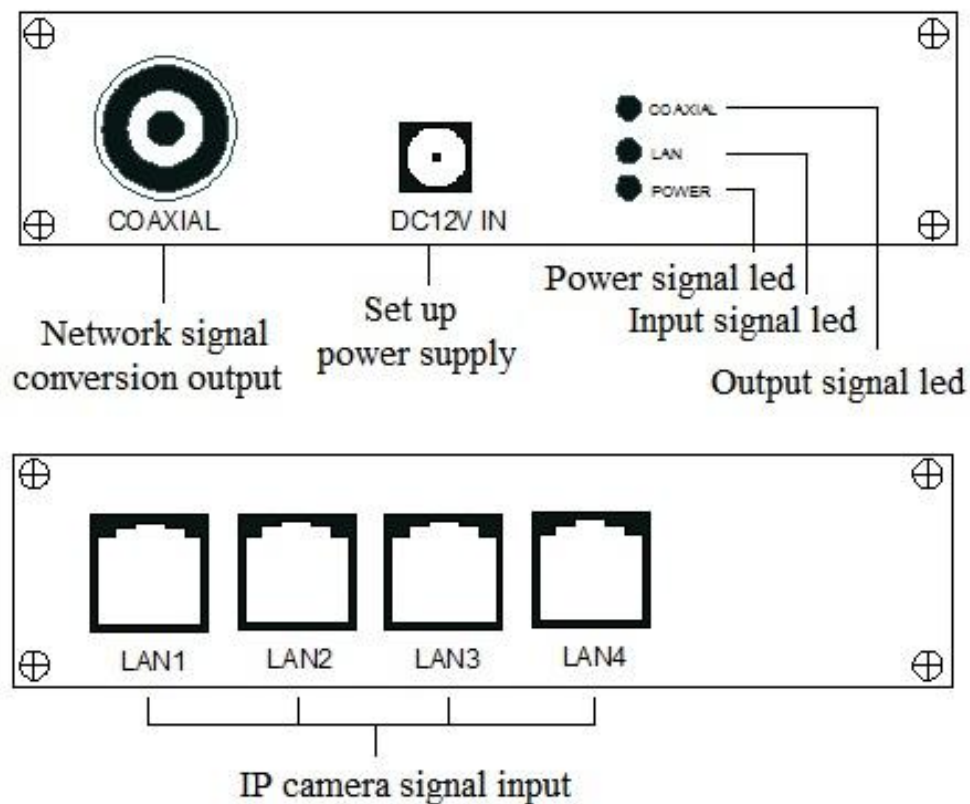 COAXIAL
LAN
POWER
COAXIAL
DC12V IN
Power signal led
Input signal led
Output signal led
Set up
power supply
Network signal
conversion output
LAN1
LAN2
LAN3
LAN4
IP camera signal input